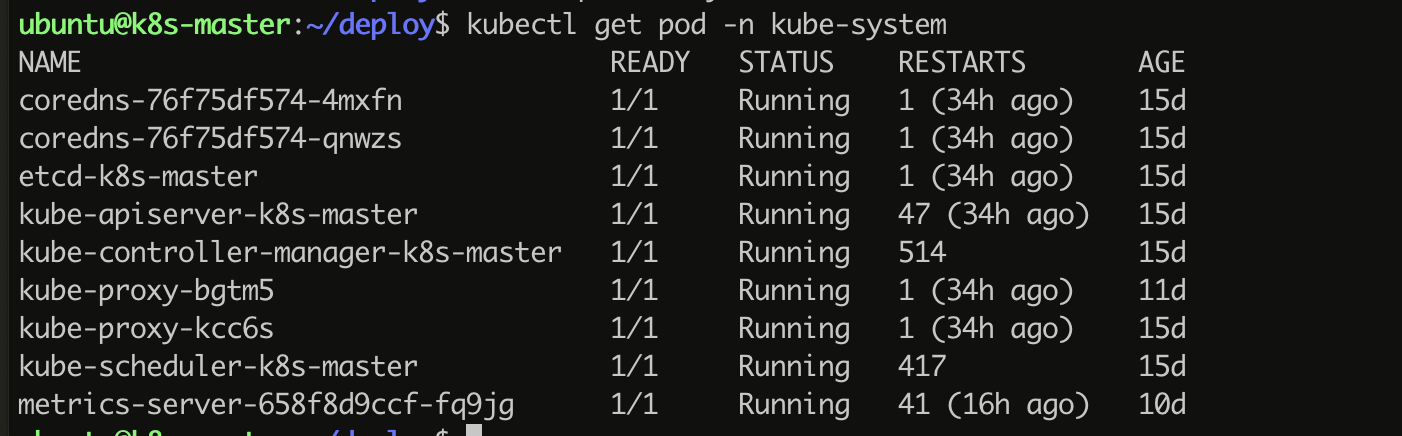 ubuntu@k8s-master:~/deploy$ kubectl get pod -n kube-system
NAME READY STATUS RESTARTS AGE
coredns-76f75df574-4mxfn 1/1 Running 1 (34h ago) 15d
coredns-76f75df574-qnwzs 1/1 Running 1 (34h ago) 15d
etcd-k8s-master 1/1 Running 1 (34h ago) 15d
kube-apiserver-k8s-master 1/1 Running 47 (34h ago) 15d
kube-controller-manager-k8s-master 1/1 Running 514 15d
kube-proxy-bgtm5 1/1 Running 1 (34h ago) 11d
kube-proxy-kcc6s 1/1 Running 1 (34h ago) 15d
kube-scheduler-k8s-master 1/1 Running 417 15d
metrics-server-658f8d9ccf-fq9jg 1/1 Running 41 (16h ago) 10d